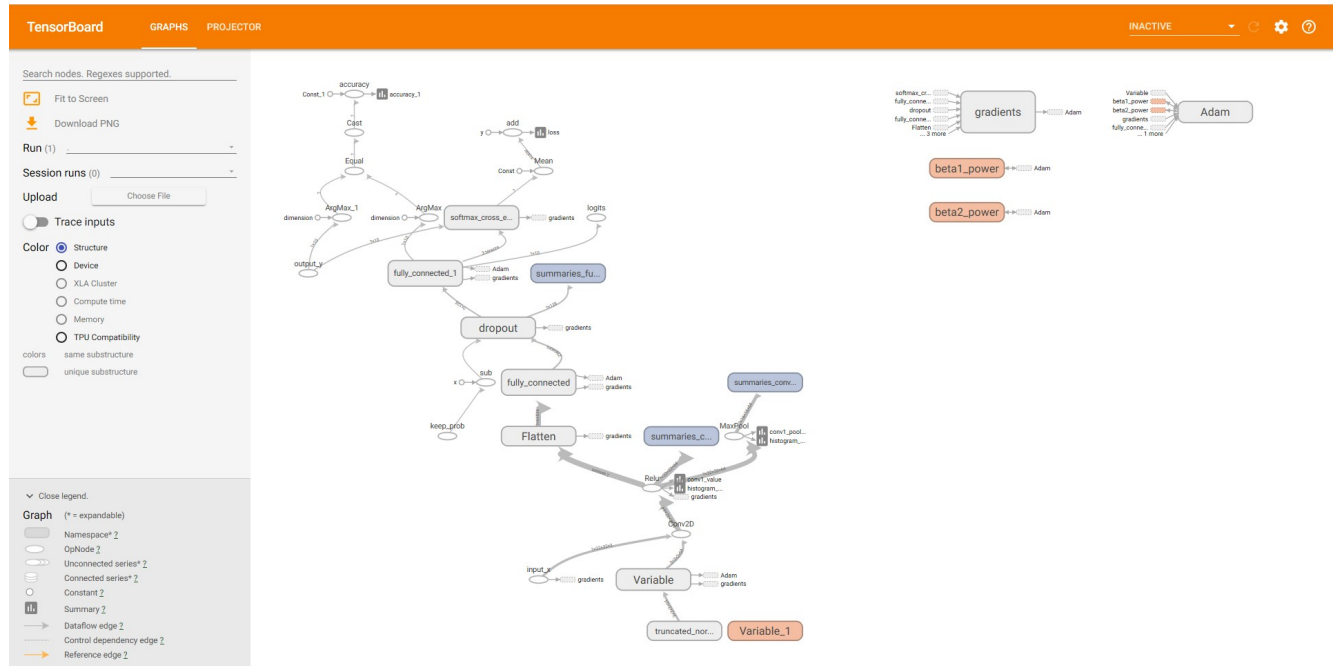 TensorBoard GRAPHS PROJECTOR INACTIVE
Search nodes. Regexes supported.
Fit to Screen
Download PNG
Run (1) .
Session runs (0)
Upload Choose File
Trace inputs
Color Structure
Device
XLA Cluster
Compute time
Memory
TPU Compatibility
colors same substructure
unique substructure
Close legend.
Graph (* = expandable)
Namespace* ?
OpNode ?
Unconnected series* ?
Connected series* ?
Constant ?
Summary ?
Dataflow edge ?
Control dependency edge ?
Reference edge ?
accuracy
Const_1
accuracy_1
Cast
add
y
loss
Equal
Mean
Const
ArgMax_1
dimension
ArgMax
dimension
softmax_cross_e...
gradients
logits
output_y
fully_connected_1
Adam
gradients
summaries_fu...
dropout
gradients
sub
x
fully_connected
Adam
gradients
keep_prob
Flatten
gradients
summaries_c...
summaries_conv...
MaxPool
conv1_pool...
histogram_...
Relu
conv1_value
histogram_...
gradients
Conv2D
input_x
gradients
Variable
Adam
gradients
truncated_nor...
Variable_1
softmax_cr...
fully_conne...
dropout
fully_conne...
Flatten
... 3 more
gradients
Adam
Variable
beta1_power
beta2_power
gradients
fully_conne...
... 1 more
Adam
beta1_power
Adam
beta2_power
Adam